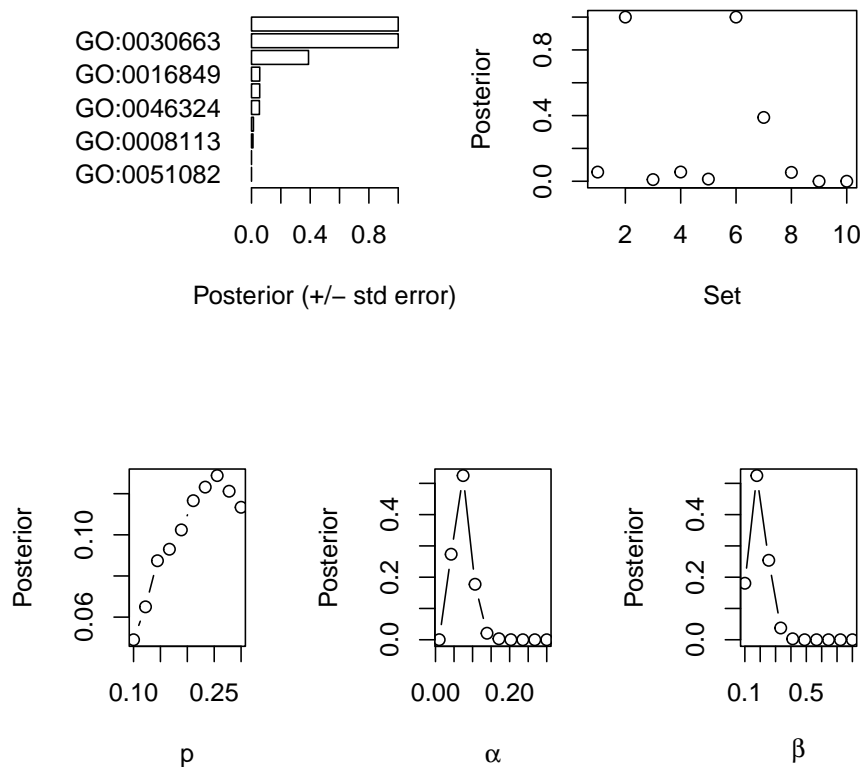 GO:0030663
GO:0016849
GO:0046324
GO:0008113
GO:0051082
0.0 0.4 0.8
Posterior (+/− std error)
Posterior
0.0 0.4 0.8
2 4 6 8 10
Set
Posterior
0.06 0.10
0.10 0.25
p
Posterior
0.0 0.2 0.4
0.00 0.20
α
Posterior
0.0 0.2 0.4
0.1 0.5
β